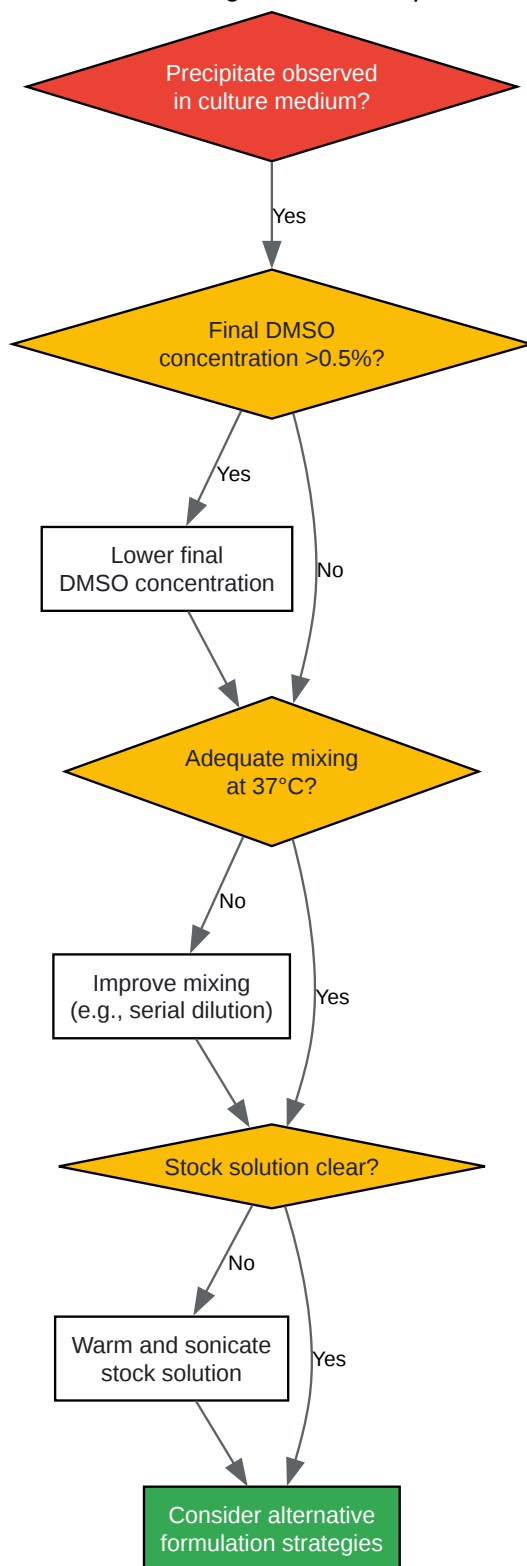 Precipitate observed
in culture medium?
Yes
Final DMSO
concentration >0.5%?
Yes
No
Lower final
DMSO concentration
Adequate mixing
at 37°C?
No
Yes
Improve mixing
(e.g., serial dilution)
Stock solution clear?
No
Yes
Warm and sonicate
stock solution
Consider alternative
formulation strategies